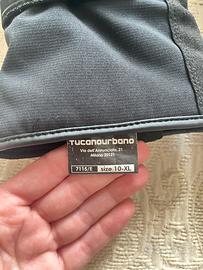 Tucanourbano
Via dell'Annunciata, 21
Milano 20121
7115/E size 10-XL